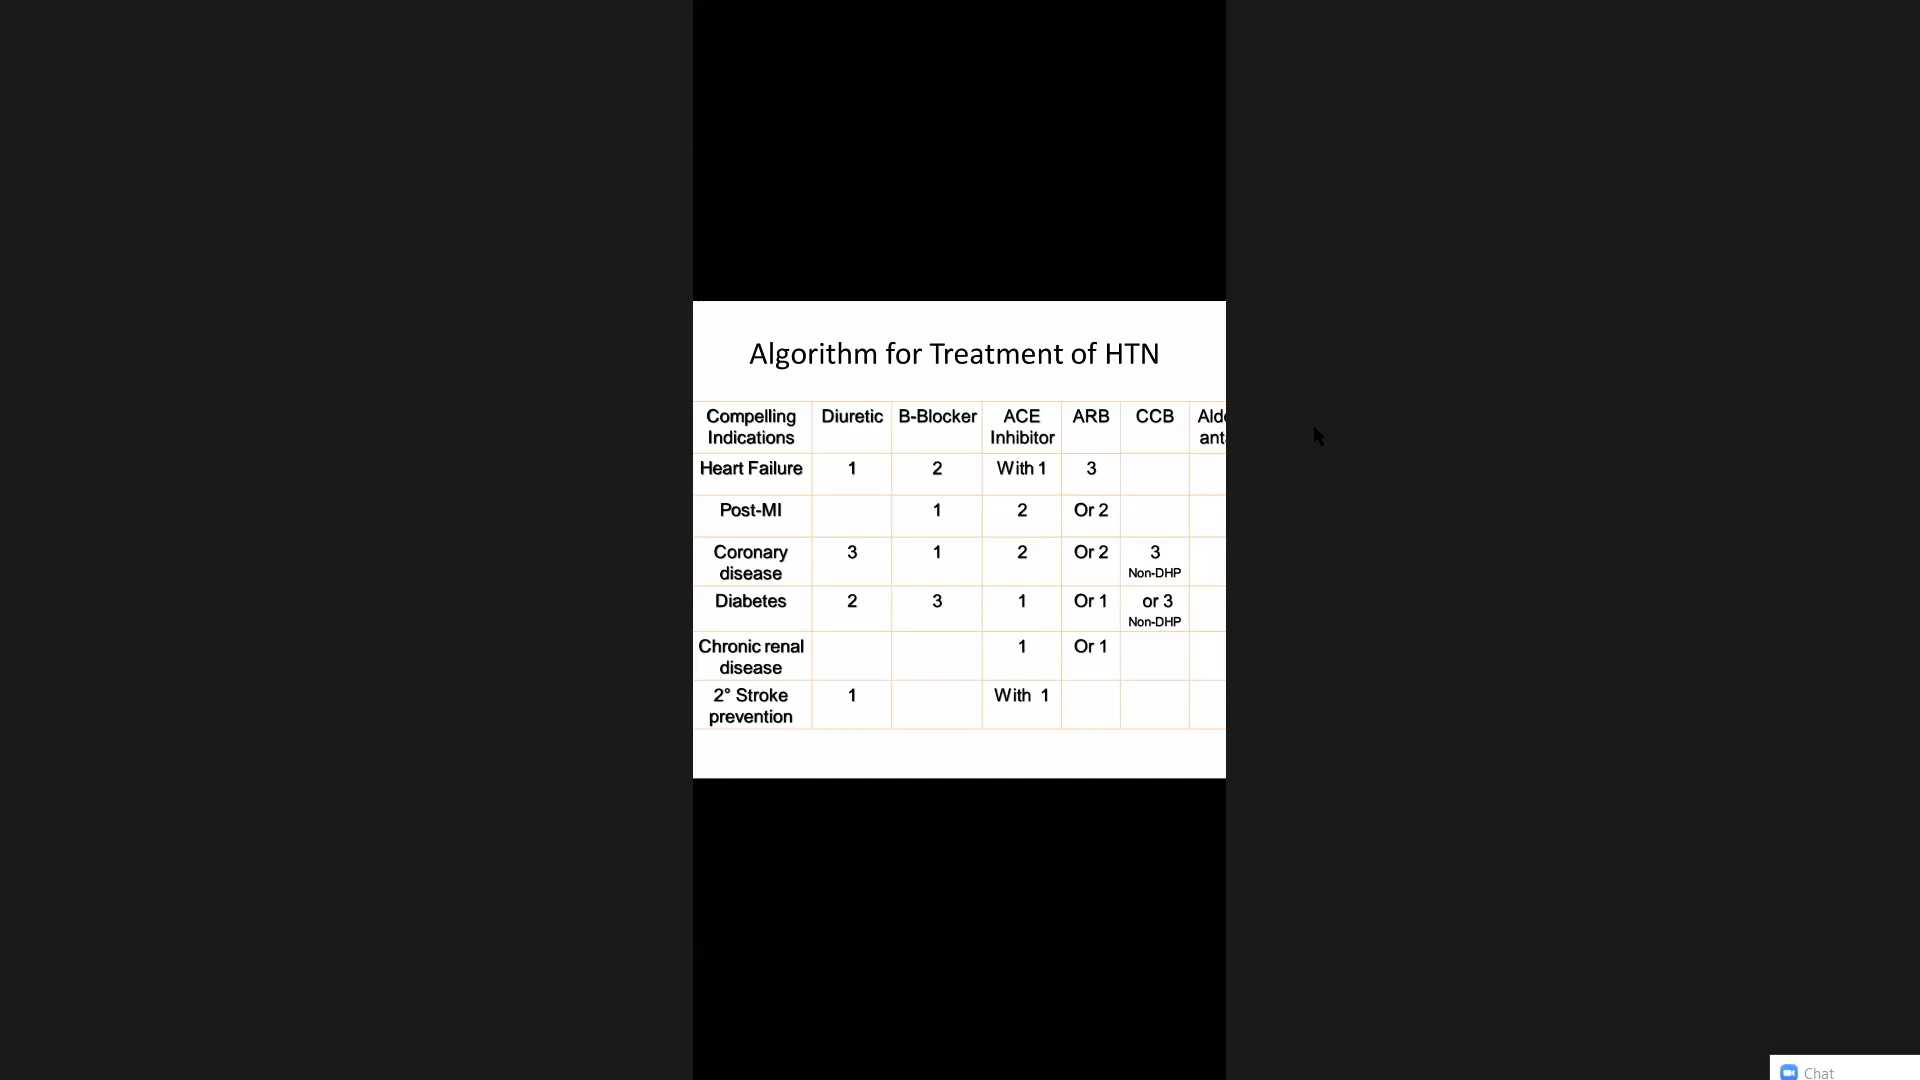 Algorithm for Treatment of HTN
Compelling Indications Diuretic B-Blocker ACE Inhibitor ARB CCB
Heart Failure 1 2 With 1 3
Post-MI 1 2 Or 2
Coronary disease 3 1 2 Or 2 3 Non-DHP
Diabetes 2 3 1 Or 1 or 3 Non-DHP
Chronic renal disease 1 Or 1
2° Stroke prevention 1 With 1
Chat